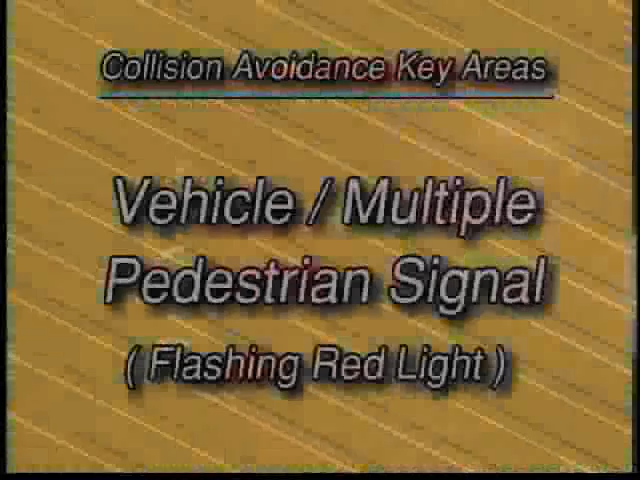 Collision Avoidance Key Areas
Vehicle / Multiple
Pedestrian Signal
( Flashing Red Light )